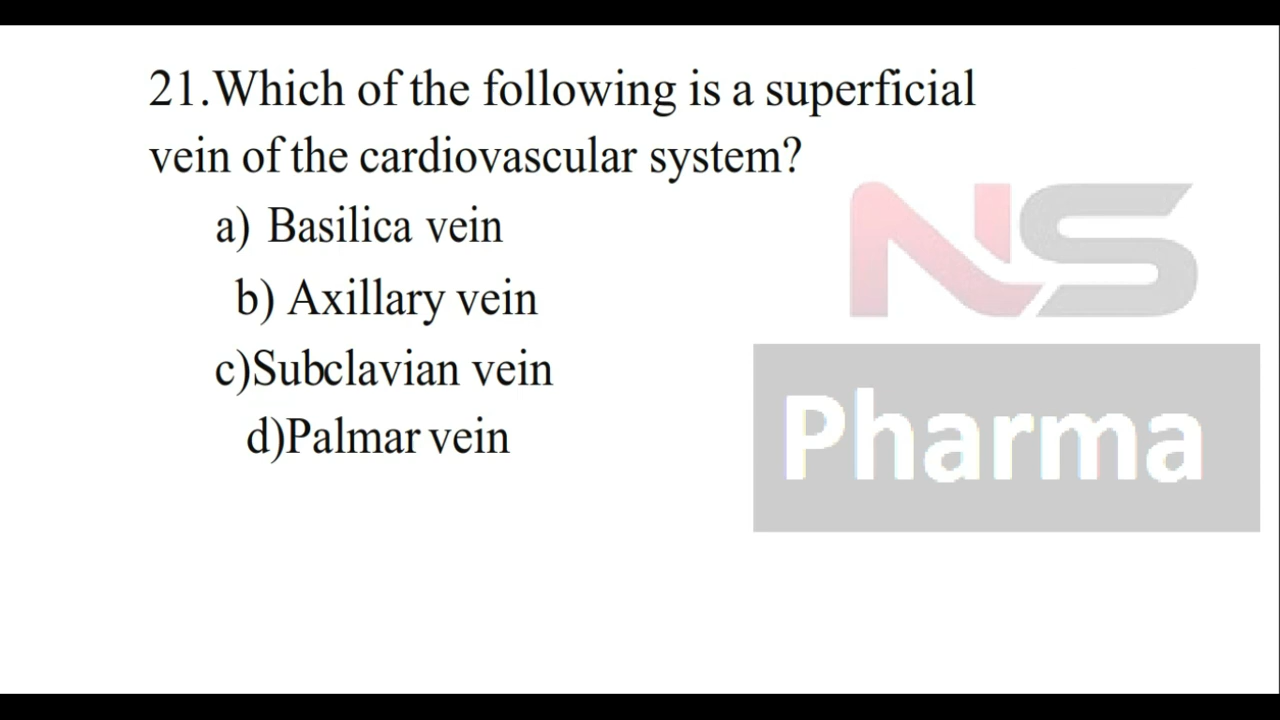 21.Which of the following is a superficial
vein of the cardiovascular system?
a) Basilica vein
b) Axillary vein
c)Subclavian vein
d)Palmar vein
NS
Pharma